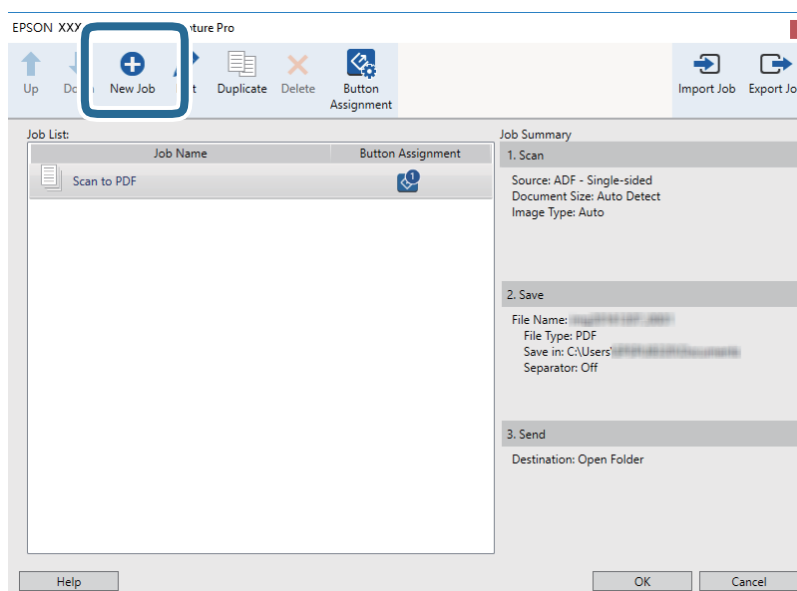 EPSON XXX ture Pro
Up
New Job
Duplicate
Delete
Button
Assignment
Import Job
Export Jo
Job List:
Job Name
Button Assignment
Scan to PDF
1
Job Summary
1. Scan
Source: ADF - Single-sided
Document Size: Auto Detect
Image Type: Auto
2. Save
File Name:
File Type: PDF
Save in: C:\Users\
Separator: Off
3. Send
Destination: Open Folder
Help
OK
Cancel